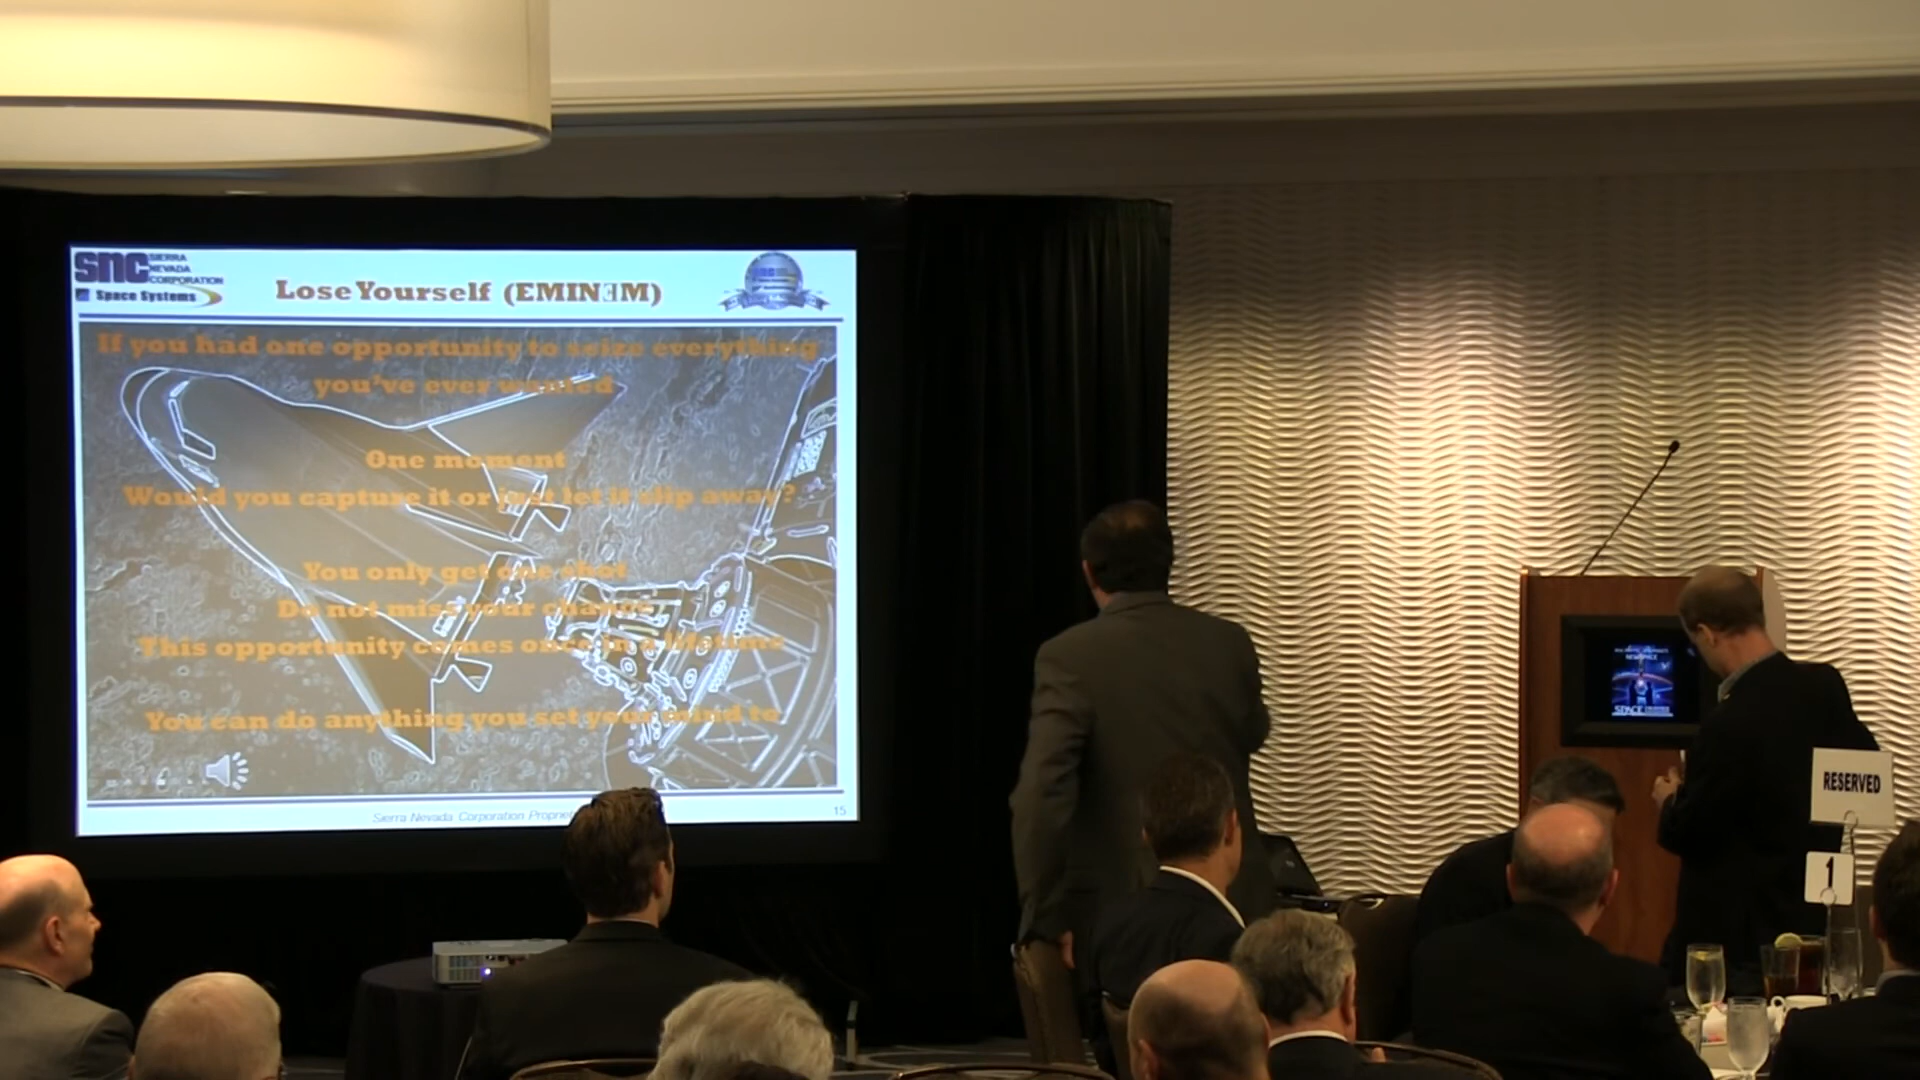 SNC SIERRA
NEVADA
CORPORATION
Space Systems
Lose Yourself (EMINƎM)
If you had one opportunity to seize everything
you've ever wanted
One moment
Would you capture it or just let it slip away?
You only get one shot
Do not miss your chance
This opportunity comes once in a lifetime
You can do anything you set your mind to
Sierra Nevada Corporation
15
SPACE
RESERVED
1